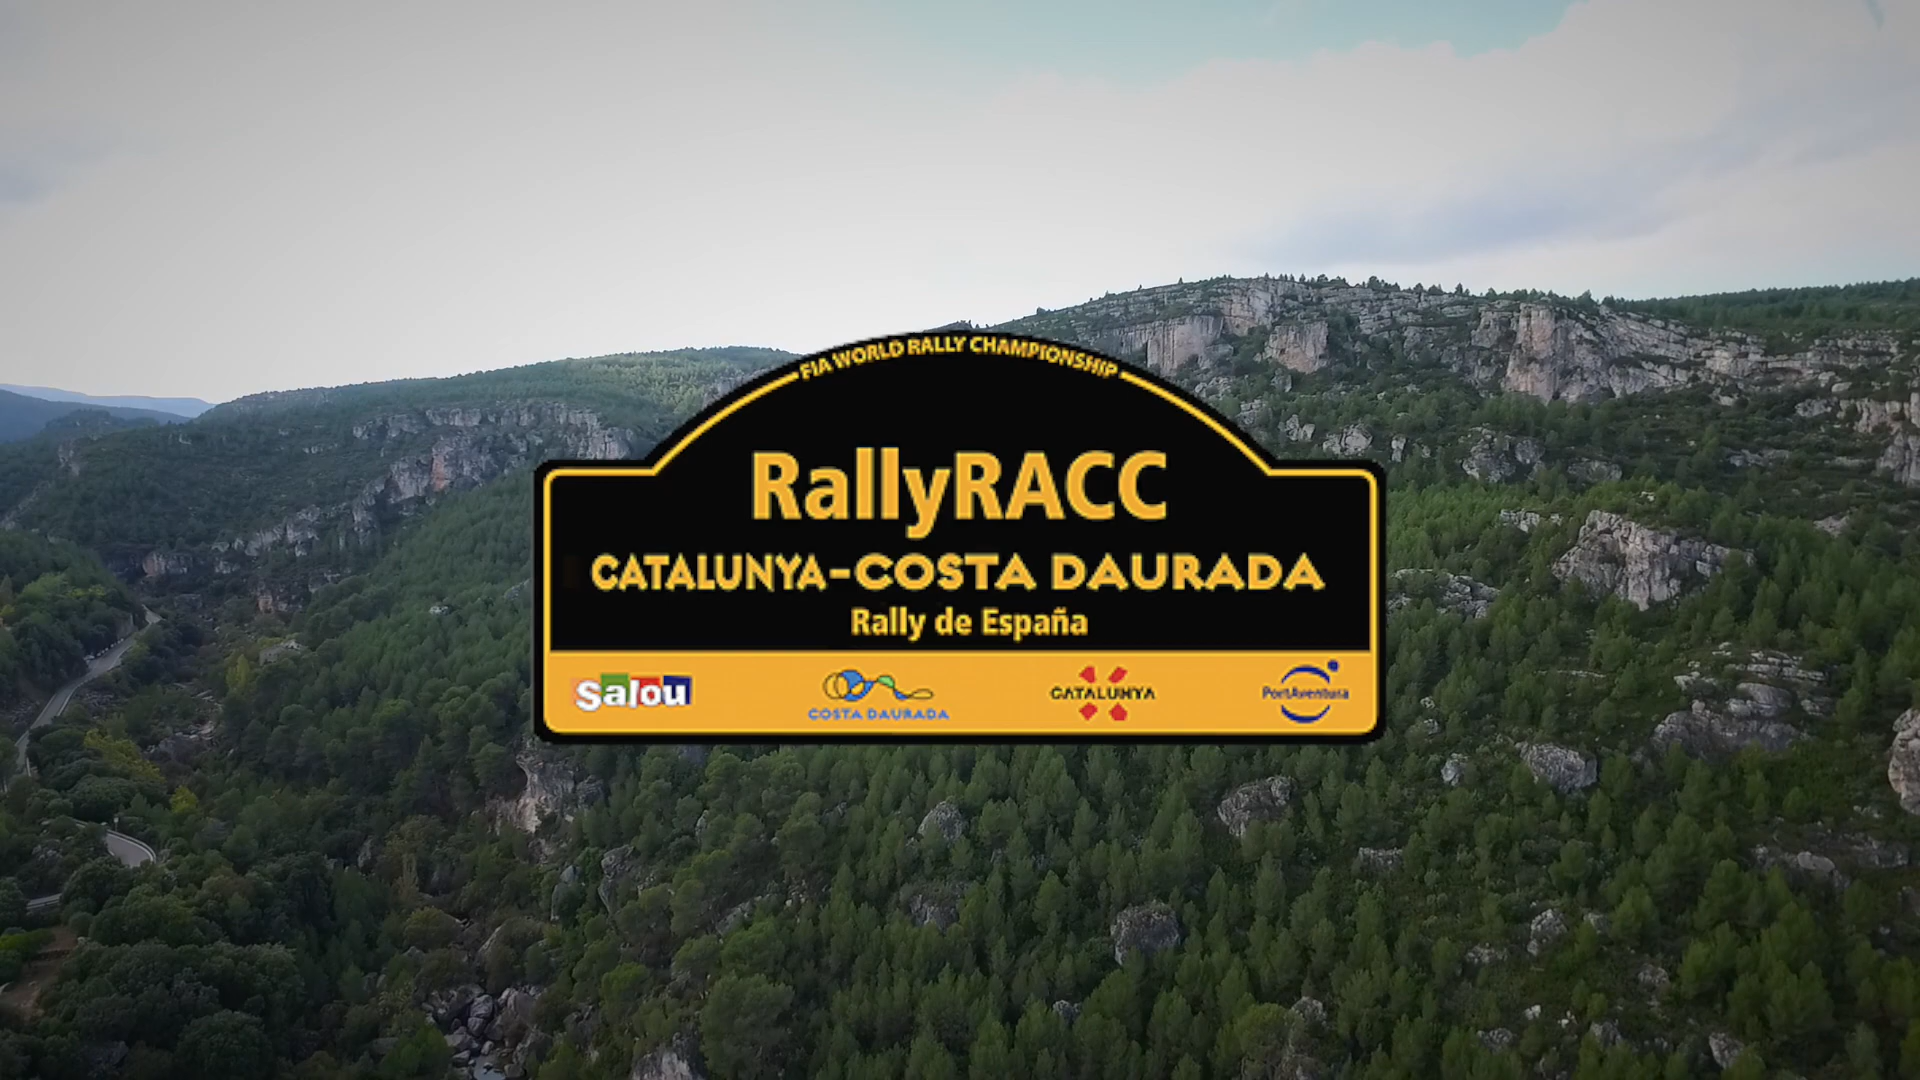 FIA WORLD RALLY CHAMPIONSHIP
RallyRACC
CATALUNYA-COSTA DAURADA
Rally de España
Salou
COSTA DAURADA
CATALUNYA
PortAventura